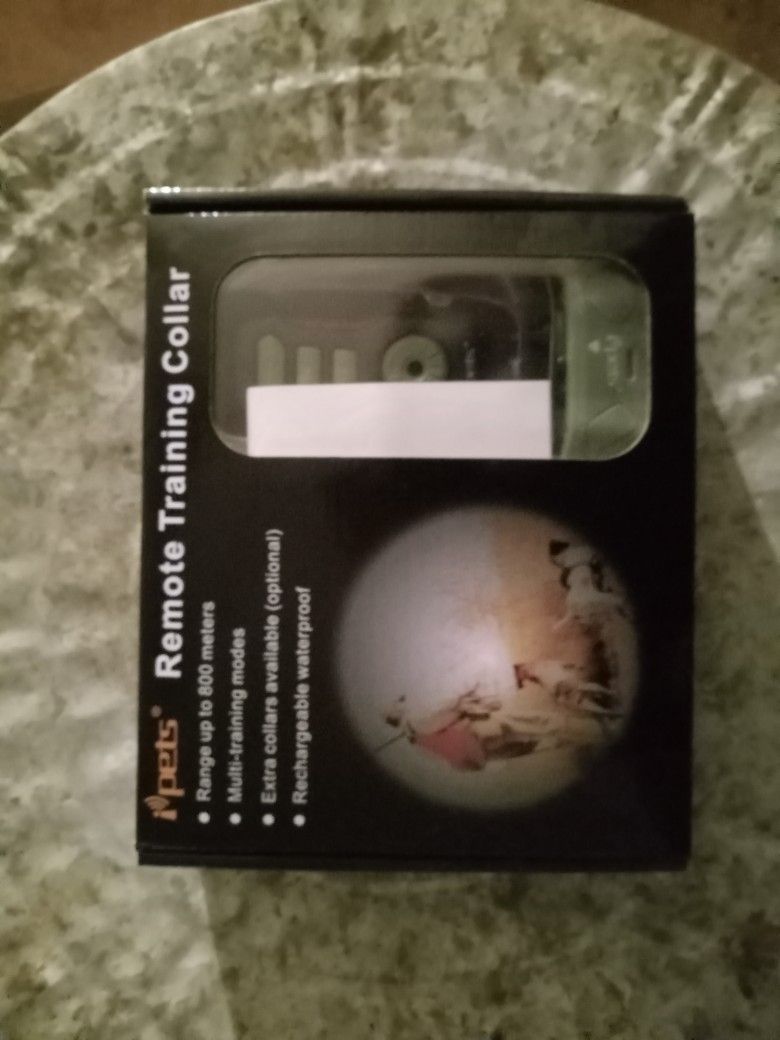 ipets® Remote Training Collar
● Range up to 800 meters
● Multi-training modes
● Extra collars available (optional)
● Rechargeable waterproof